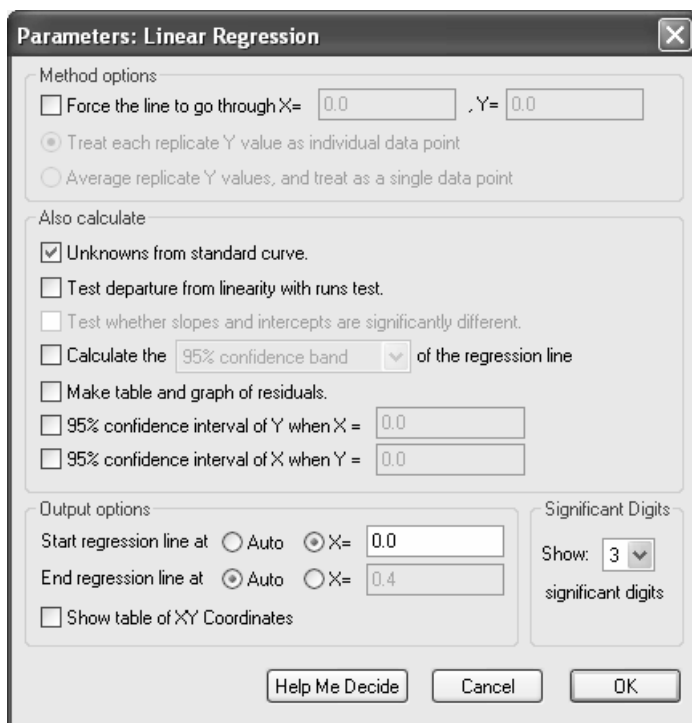 Parameters: Linear Regression
Method options
Force the line to go through X= 0.0 , Y= 0.0
Treat each replicate Y value as individual data point
Average replicate Y values, and treat as a single data point
Also calculate
Unknowns from standard curve.
Test departure from linearity with runs test.
Test whether slopes and intercepts are significantly different.
Calculate the 95% confidence band of the regression line
Make table and graph of residuals.
95% confidence interval of Y when X = 0.0
95% confidence interval of X when Y = 0.0
Output options
Start regression line at Auto X= 0.0
End regression line at Auto X= 0.4
Show table of XY Coordinates
Significant Digits
Show: 3
significant digits
Help Me Decide Cancel OK